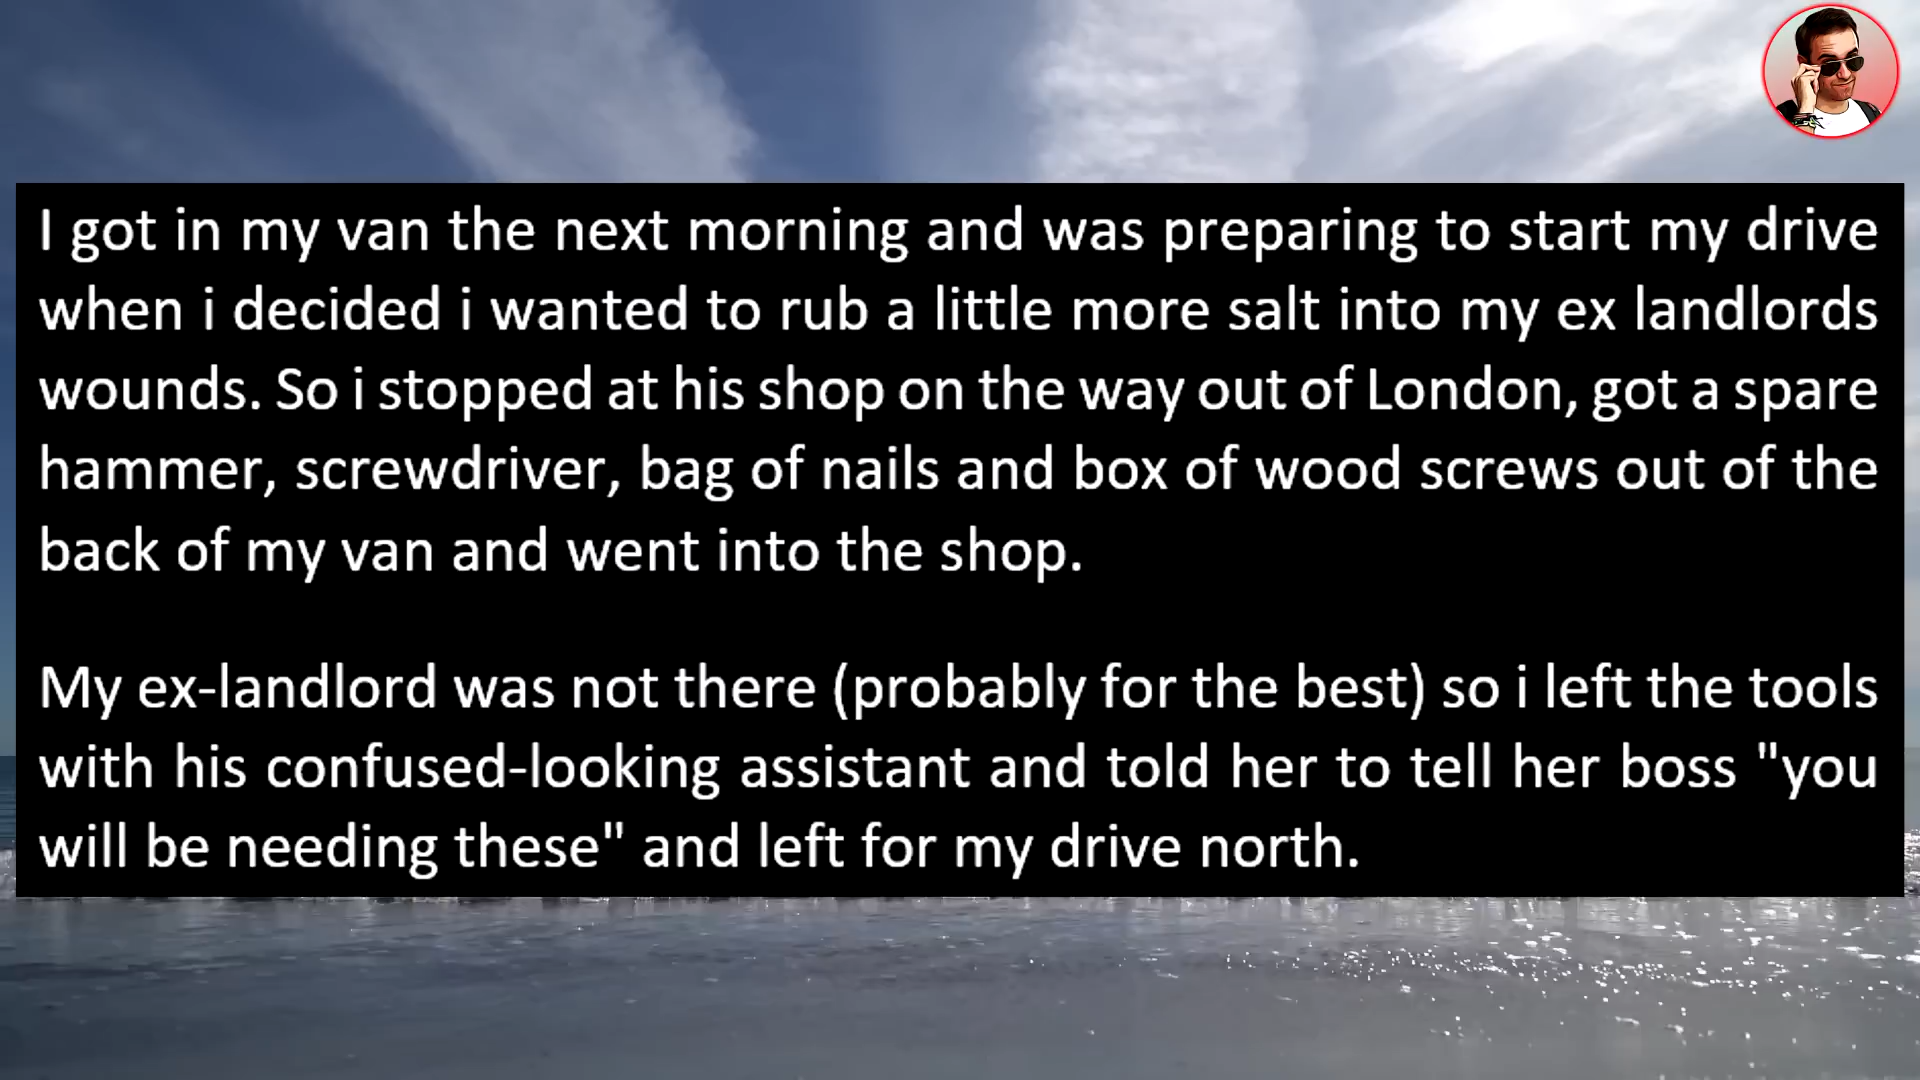 I got in my van the next morning and was preparing to start my drive
when i decided i wanted to rub a little more salt into my ex landlords
wounds. So i stopped at his shop on the way out of London, got a spare
hammer, screwdriver, bag of nails and box of wood screws out of the
back of my van and went into the shop.
My ex-landlord was not there (probably for the best) so i left the tools
with his confused-looking assistant and told her to tell her boss "you
will be needing these" and left for my drive north.